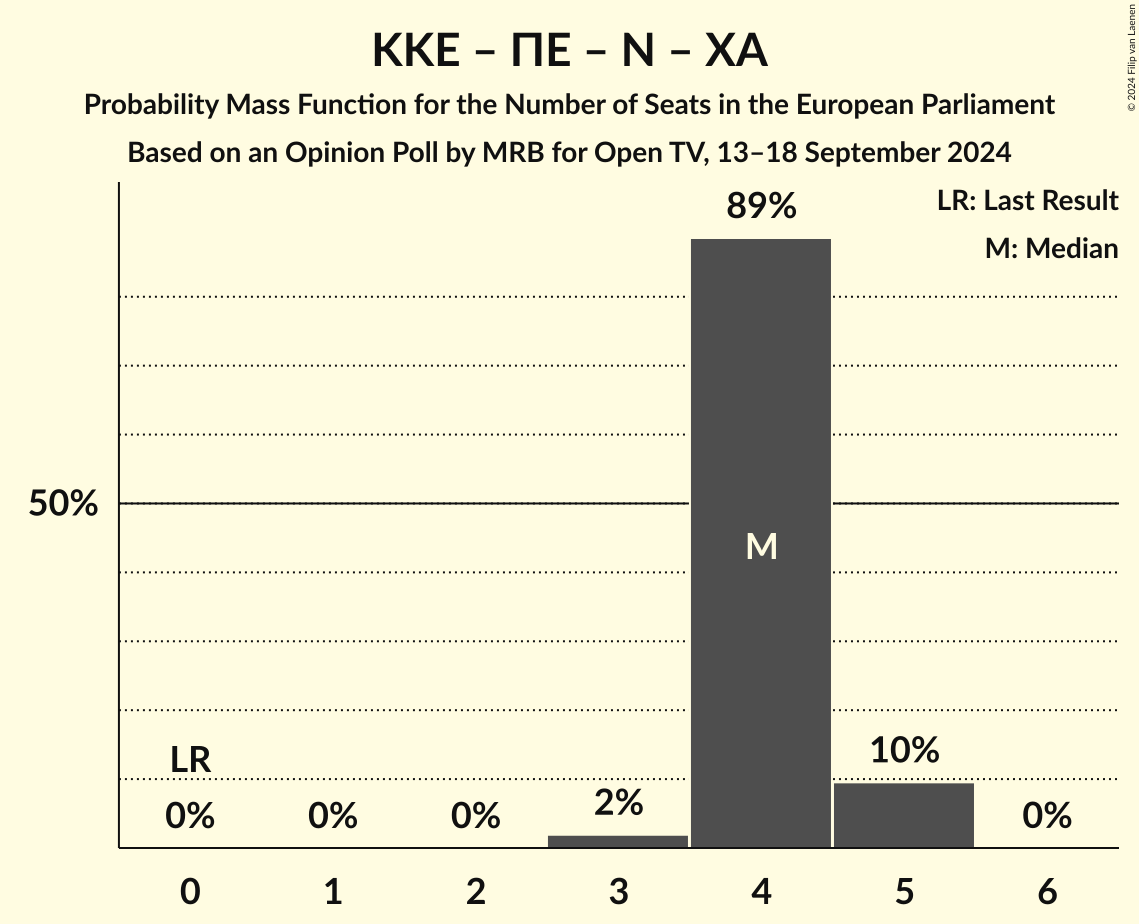 ΚΚΕ – ΠΕ – Ν – ΧΑ
Probability Mass Function for the Number of Seats in the European Parliament
Based on an Opinion Poll by MRB for Open TV, 13–18 September 2024
© 2024 Filip van Laenen
LR: Last Result
M: Median
89%
50%
M
LR
10%
2%
0% 0% 0% 0%
0 1 2 3 4 5 6